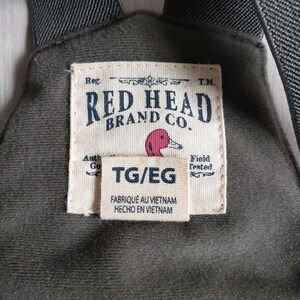 Reg. T.M.
RED HEAD
BRAND CO.
Field
Tested
TG/EG
FABRIQUÉ AU VIETNAM
HECHO EN VIETNAM